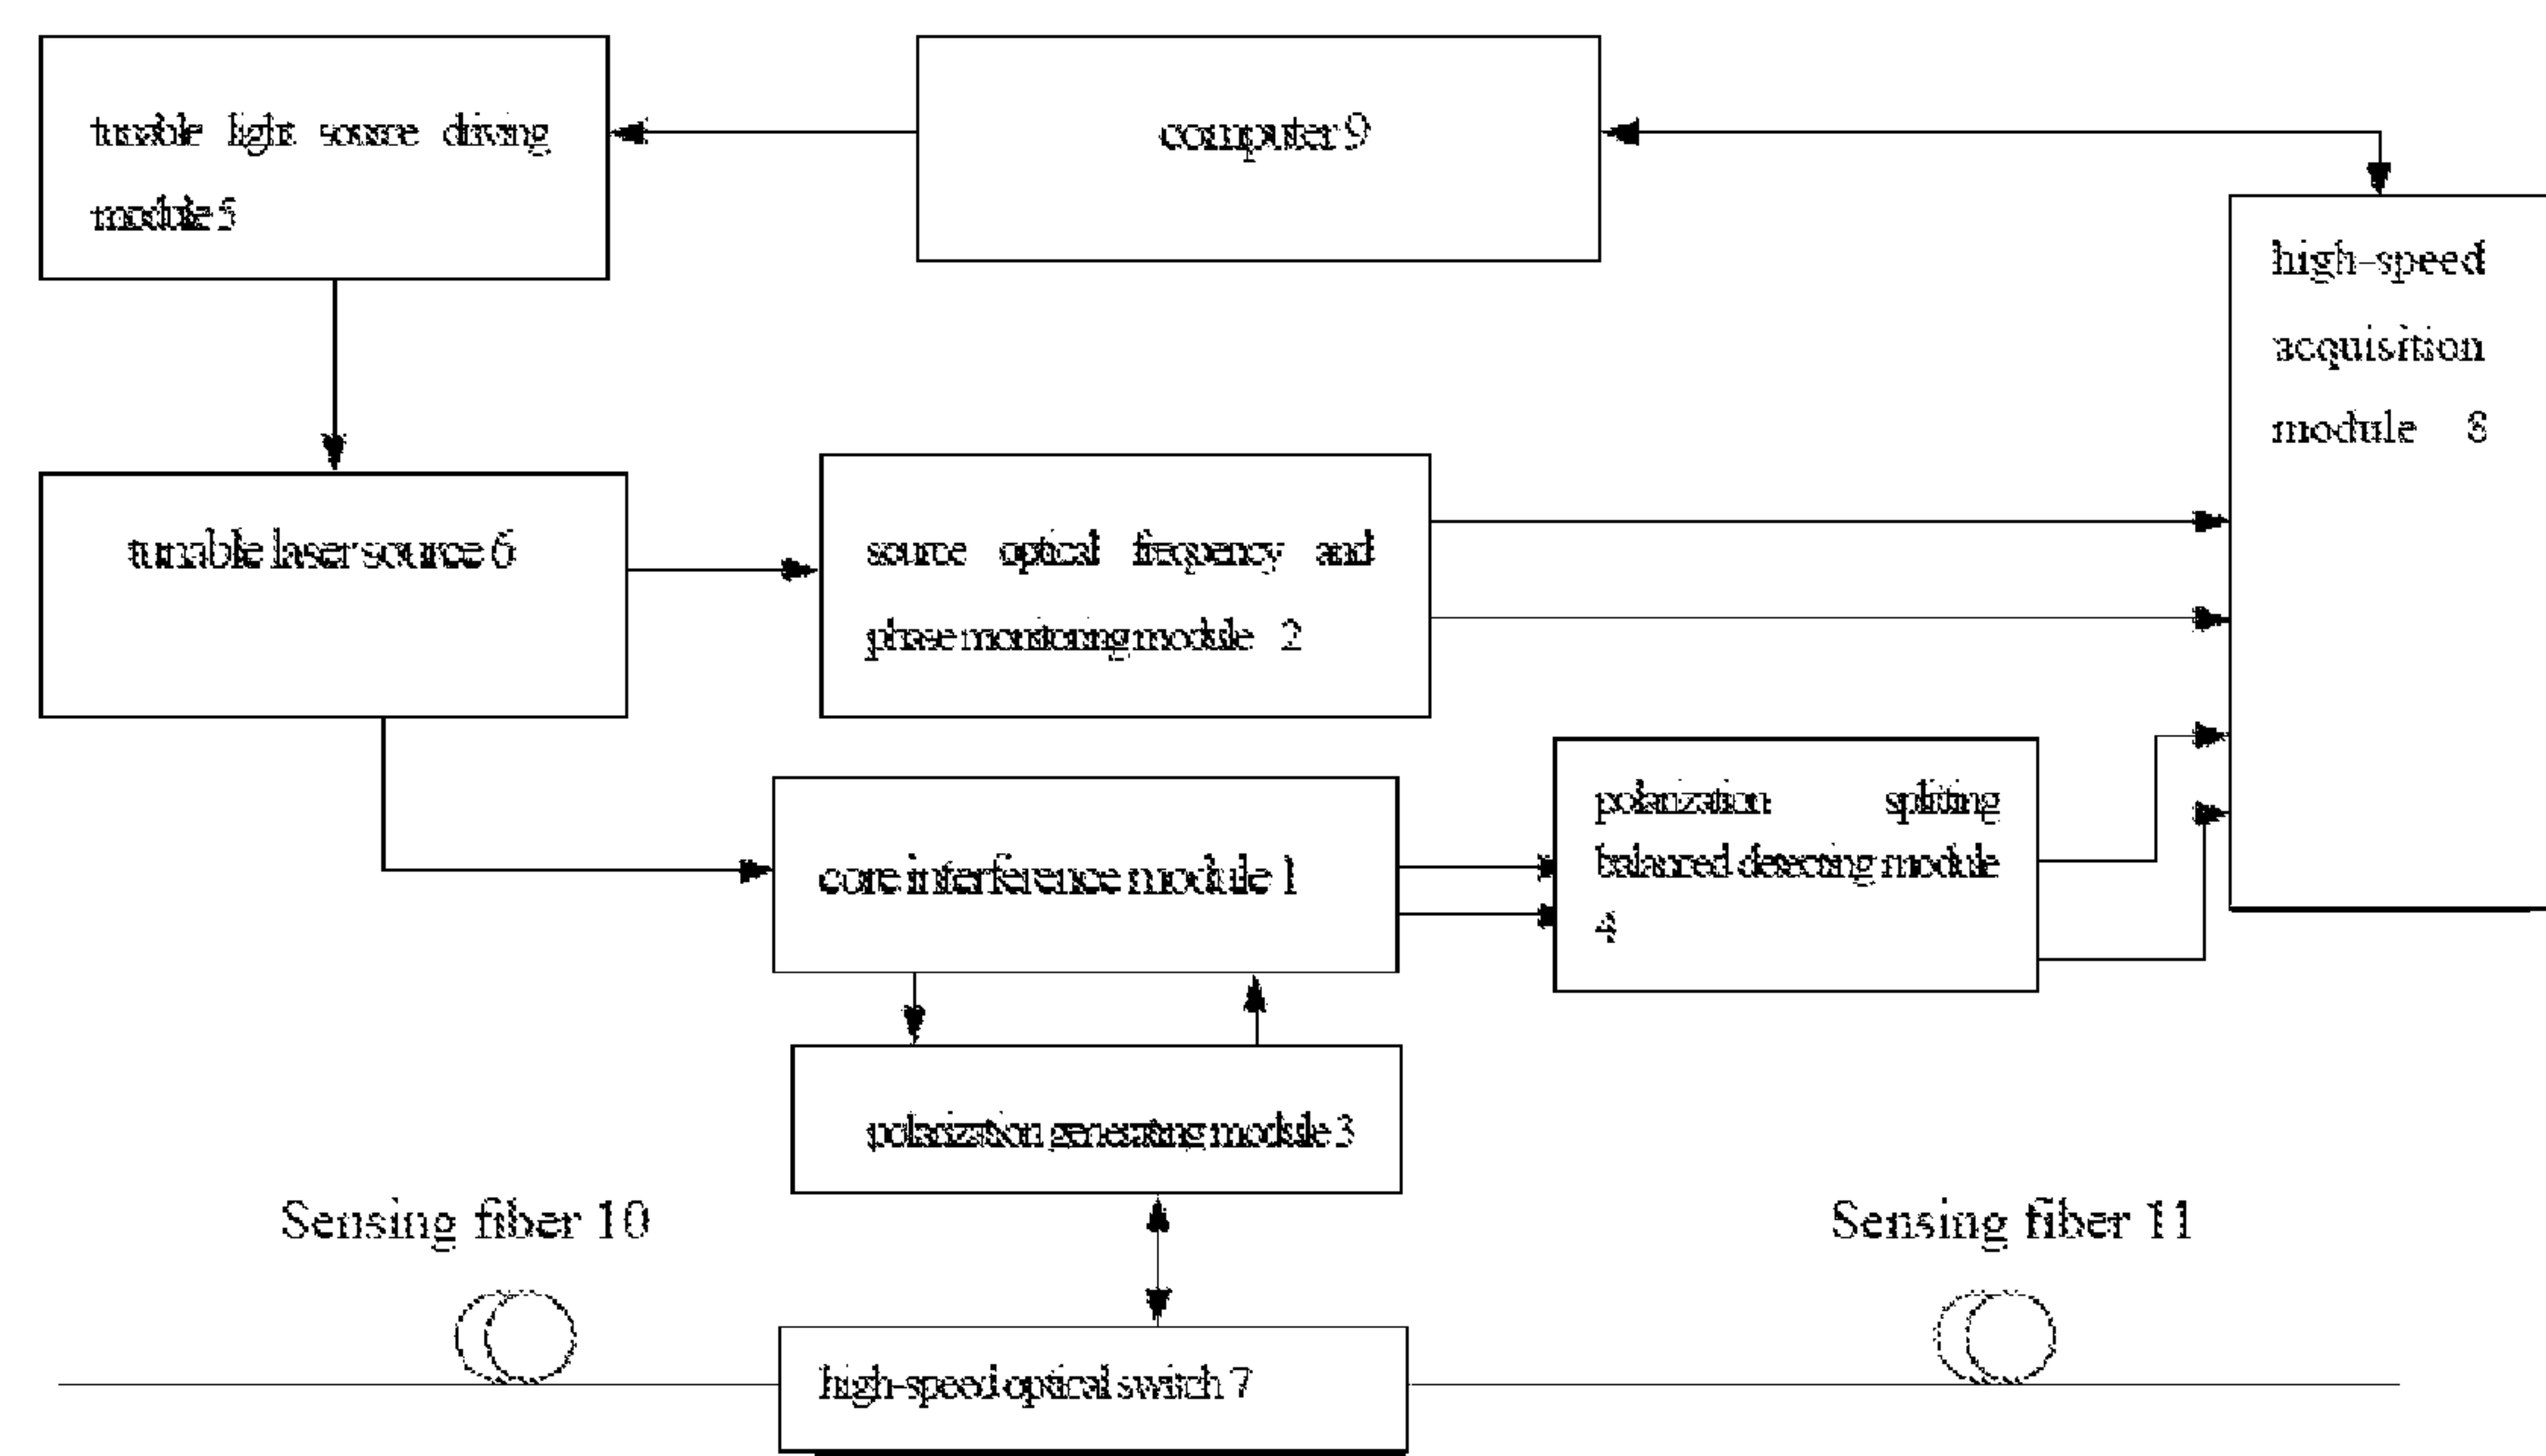 tunable light source driving
module 5
computer 9
high-speed
acquisition
module 8
tunable laser source 6
source optical frequency and
phase monitoring module 2
polarization splitting
balanced detecting module
4
core interference module 1
polarization generating module 3
Sensing fiber 10
Sensing fiber 11
high-speed optical switch 7